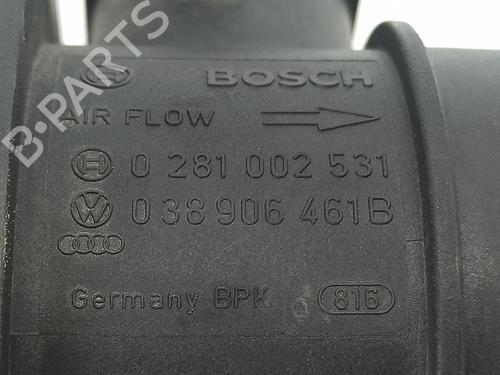 B-PARTS
BOSCH
AIR FLOW
0 281 002 531
038 906 461B
Germany BPK 816